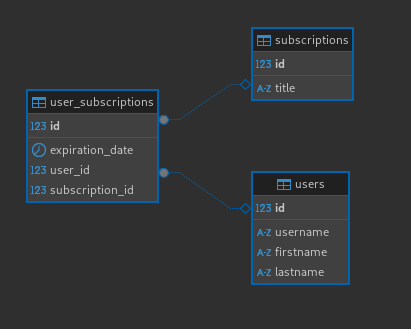 subscriptions
123 id
A-Z title
user_subscriptions
123 id
expiration_date
123 user_id
123 subscription_id
users
123 id
A-Z username
A-Z firstname
A-Z lastname